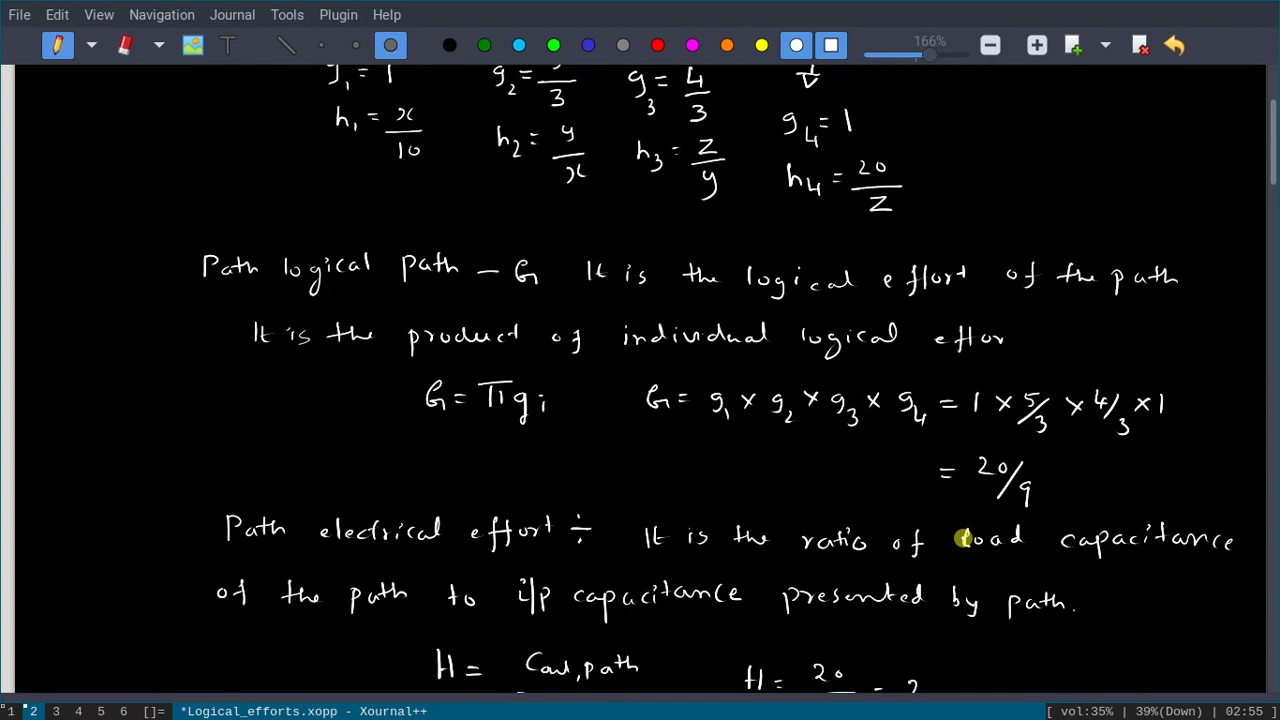 File Edit View Navigation Journal Tools Plugin Help
166%
g1 = 1 g2 = 5/3 g3 = 4/3
h1 = x/10 h2 = y/x h3 = z/y g4 = 1
h4 = 20/z
Path logical path – G It is the logical effort of the path
It is the product of individual logical effor
G = πgi G = g1 × g2 × g3 × g4 = 1 × 5/3 × 4/3 × 1
= 20/9
Path electrical effort ÷ It is the ratio of load capacitance
of the path to i/p capacitance presented by path.
H = Cout,path H = 20 = 2
1 2 3 4 5 6 []= *Logical_efforts.xopp - Xournal++ [ vol:35% | 39%(Down) | 02:55